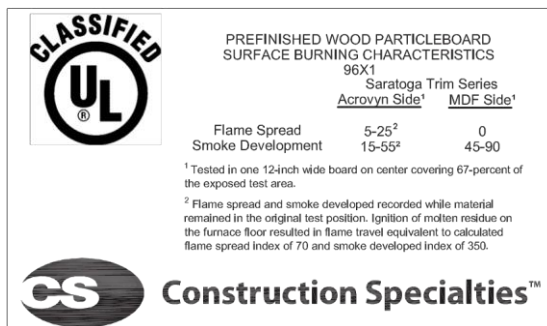 CLASSIFIED
UL
®
PREFINISHED WOOD PARTICLEBOARD
SURFACE BURNING CHARACTERISTICS
96X1
Saratoga Trim Series
Acrovyn Side¹ MDF Side¹
Flame Spread 5-25² 0
Smoke Development 15-55² 45-90
¹ Tested in one 12-inch wide board on center covering 67-percent of
the exposed test area.
² Flame spread and smoke developed recorded while material
remained in the original test position. Ignition of molten residue on
the furnace floor resulted in flame travel equivalent to calculated
flame spread index of 70 and smoke developed index of 350.
CS Construction Specialties™